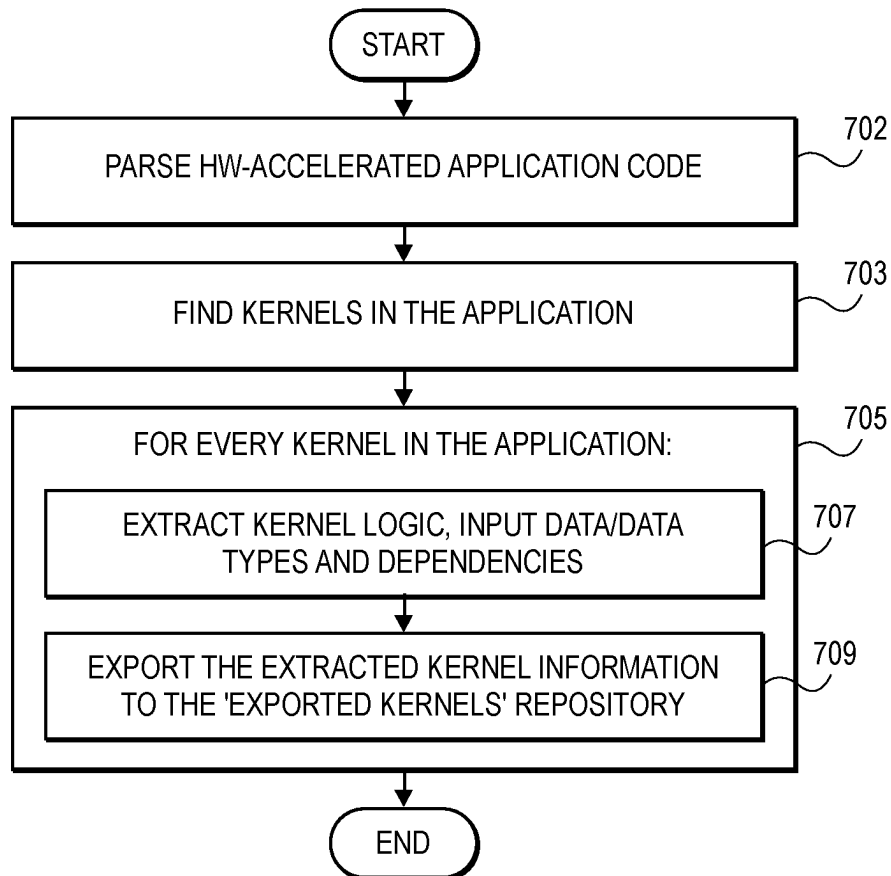 START
702
PARSE HW-ACCELERATED APPLICATION CODE
703
FIND KERNELS IN THE APPLICATION
705
FOR EVERY KERNEL IN THE APPLICATION:
707
EXTRACT KERNEL LOGIC, INPUT DATA/DATA
TYPES AND DEPENDENCIES
709
EXPORT THE EXTRACTED KERNEL INFORMATION
TO THE 'EXPORTED KERNELS' REPOSITORY
END